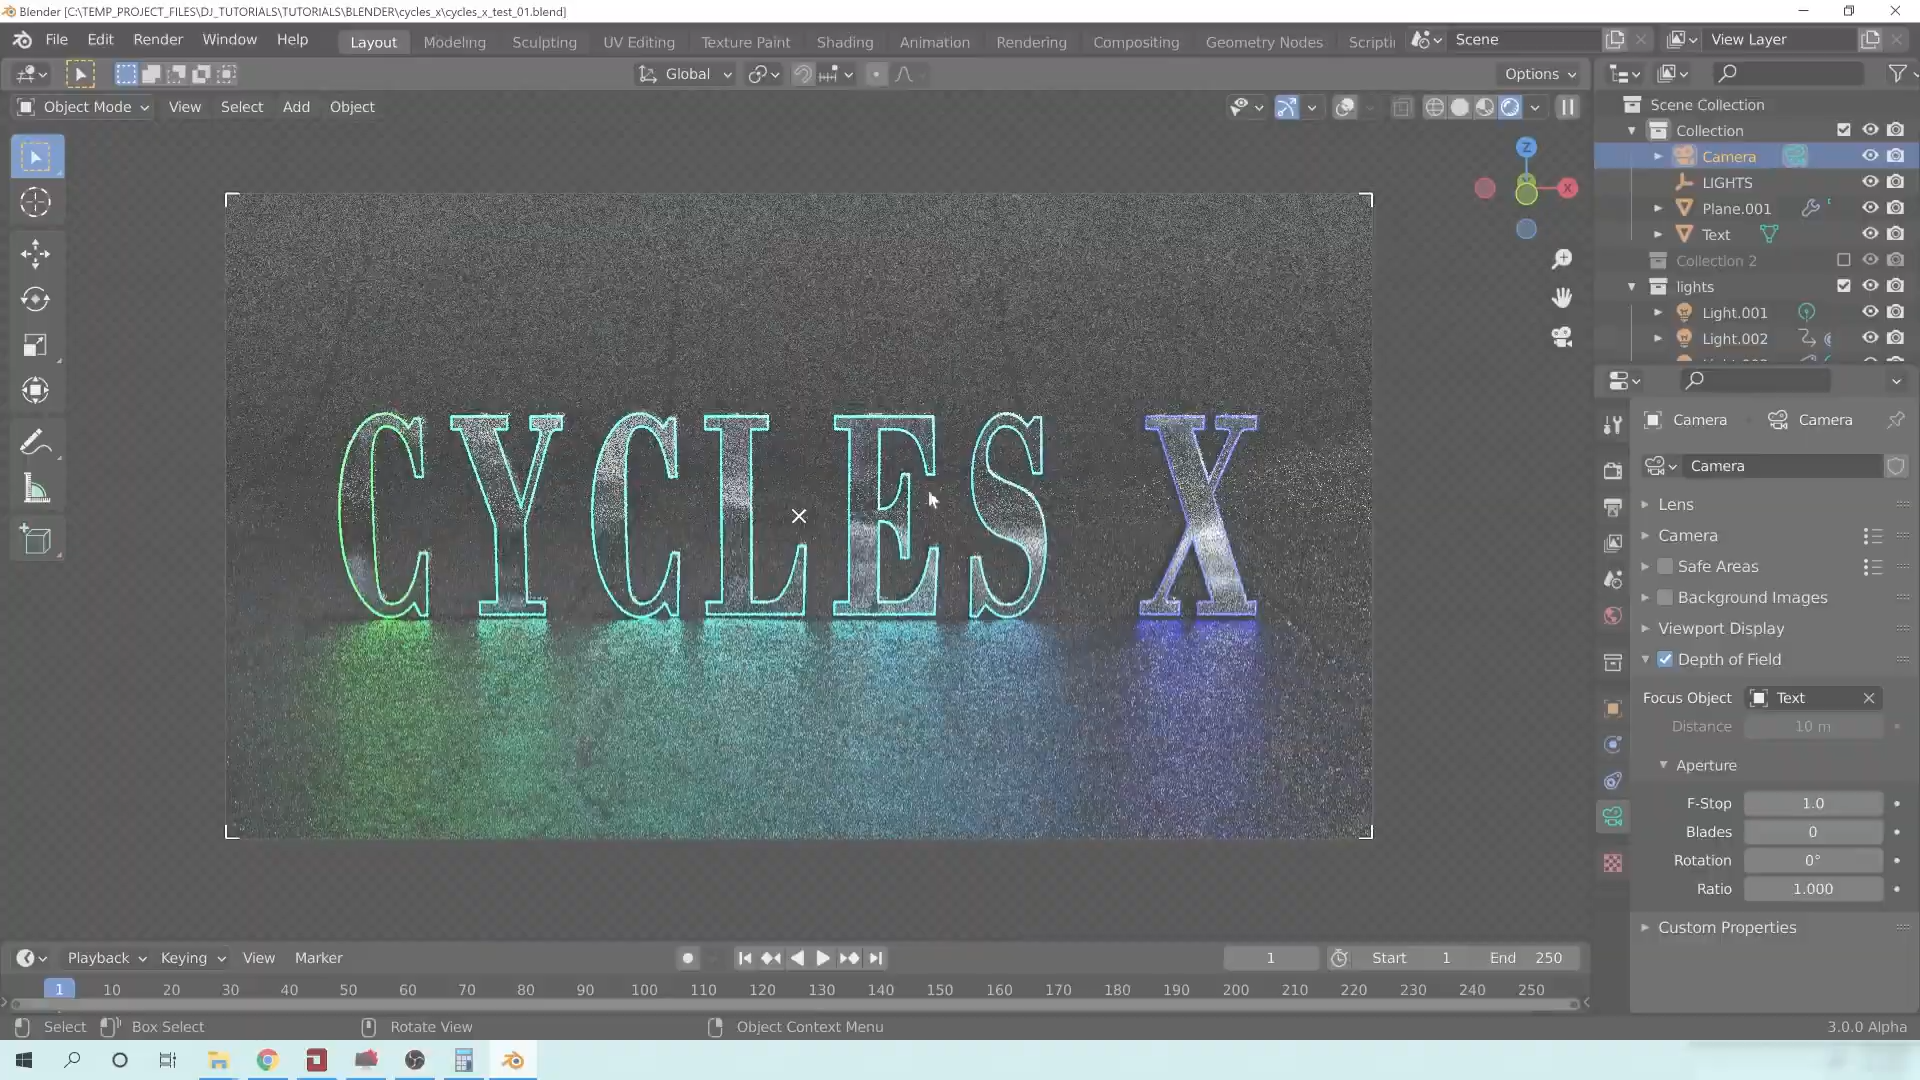 Blender [C:\TEMP_PROJECT_FILES\DJ_TUTORIALS\TUTORIALS\BLENDER\cycles_x\cycles_x_test_01.blend]
File Edit Render Window Help Layout Modeling Sculpting UV Editing Texture Paint Shading Animation Rendering Compositing Geometry Nodes Scripti Scene View Layer
Global Options
Object Mode View Select Add Object
Scene Collection
Collection
Camera
LIGHTS
Plane.001
Text
Collection 2
lights
Light.001
Light.002
Z
X
CYCLES X
Camera Camera
Camera
Lens
Camera
Safe Areas
Background Images
Viewport Display
Depth of Field
Focus Object Text
Distance 10 m
Aperture
F-Stop 1.0
Blades 0
Rotation 0°
Ratio 1.000
Custom Properties
Playback Keying View Marker 1 Start 1 End 250
1 10 20 30 40 50 60 70 80 90 100 110 120 130 140 150 160 170 180 190 200 210 220 230 240 250
Select Box Select Rotate View Object Context Menu 3.0.0 Alpha